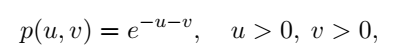 p(u, v) = e^{-u-v}, u > 0, v > 0,